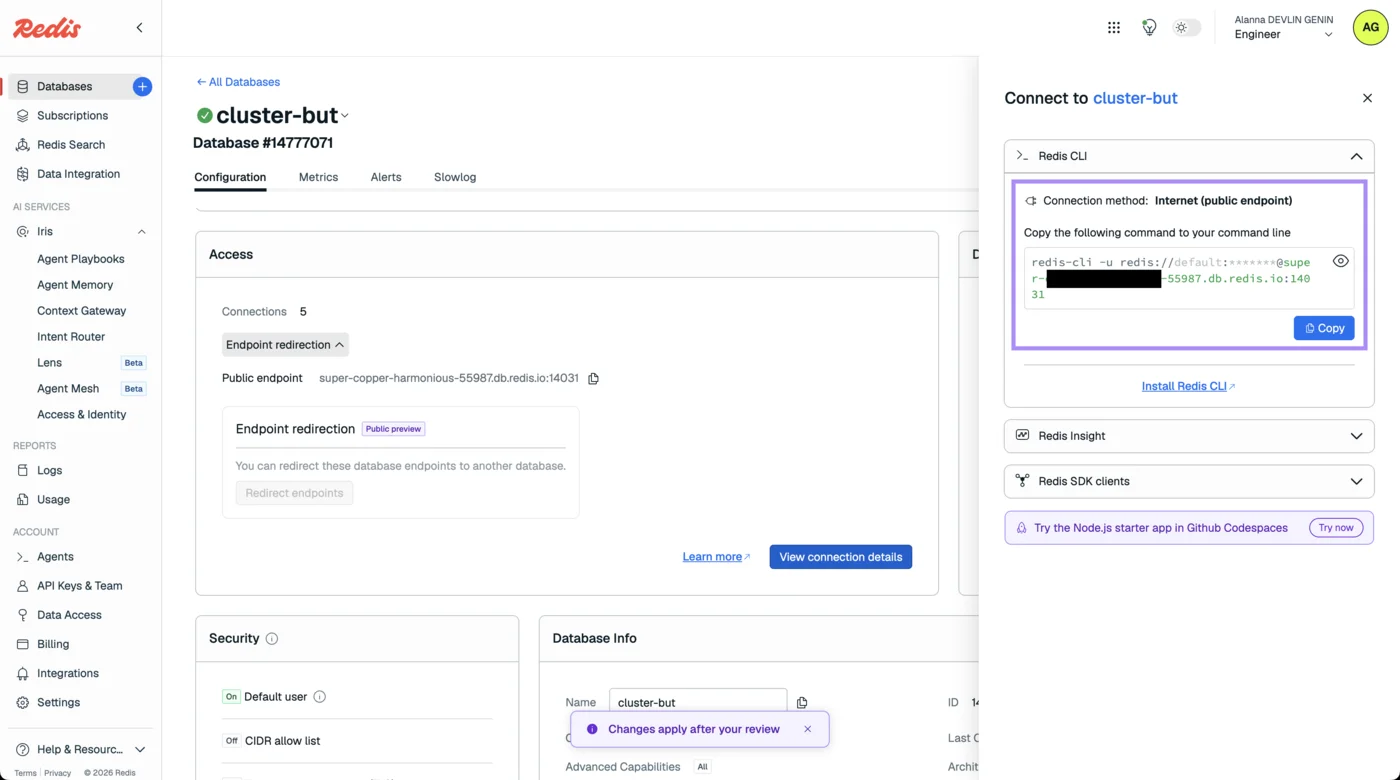 Redis
Alanna DEVLIN GENIN
Engineer
AG
Databases
Subscriptions
Redis Search
Data Integration
AI SERVICES
Iris
Agent Playbooks
Agent Memory
Context Gateway
Intent Router
Lens Beta
Agent Mesh Beta
Access & Identity
REPORTS
Logs
Usage
ACCOUNT
Agents
API Keys & Team
Data Access
Billing
Integrations
Settings
Help & Resourc...
Terms | Privacy © 2026 Redis
← All Databases
cluster-but
Database #14777071
Configuration Metrics Alerts Slowlog
Access
Connections 5
Endpoint redirection
Public endpoint super-copper-harmonious-55987.db.redis.io:14031
Endpoint redirection Public preview
You can redirect these database endpoints to another database.
Redirect endpoints
Learn more View connection details
Security
On Default user
Off CIDR allow list
Database Info
Name cluster-but
ID 14
Changes apply after your review
Last C
Advanced Capabilities All
Archit
Connect to cluster-but
>_ Redis CLI
Connection method: Internet (public endpoint)
Copy the following command to your command line
redis-cli -u redis://default:*******@supe
r- -55987.db.redis.io:140
31
Copy
Install Redis CLI
Redis Insight
Redis SDK clients
Try the Node.js starter app in Github Codespaces Try now